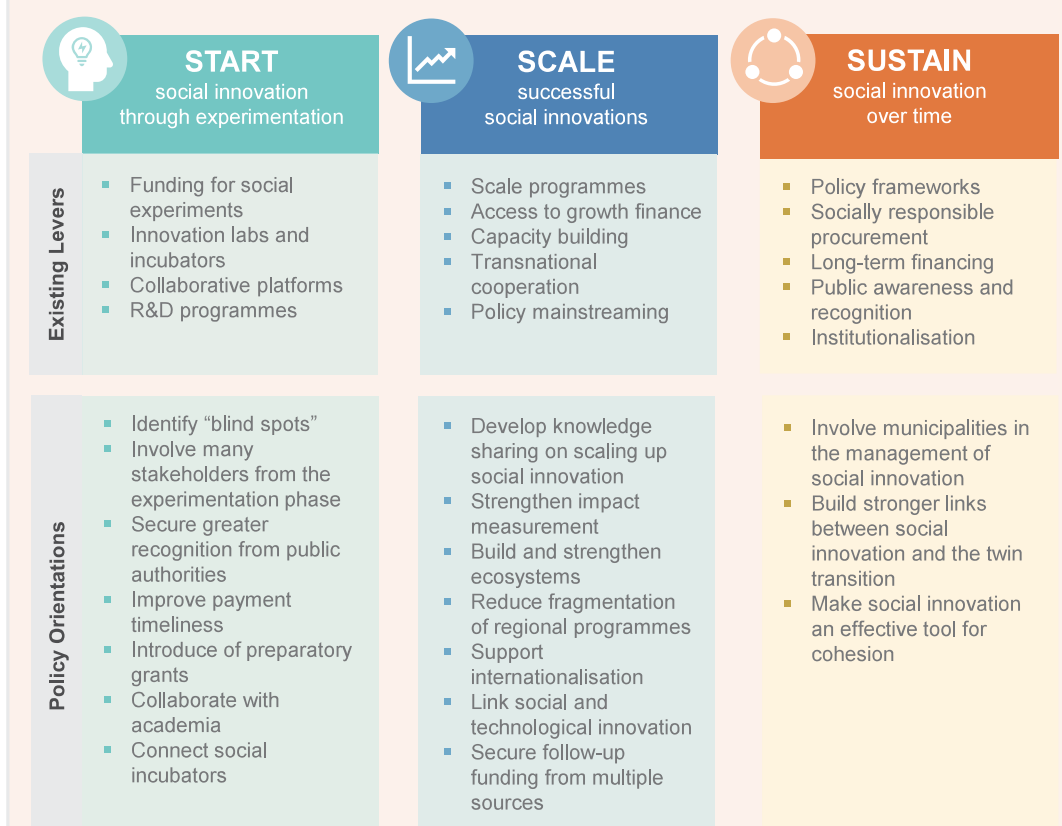 START
social innovation
through experimentation
SCALE
successful
social innovations
SUSTAIN
social innovation
over time
Existing Levers
▪ Funding for social
experiments
▪ Innovation labs and
incubators
▪ Collaborative platforms
▪ R&D programmes
▪ Scale programmes
▪ Access to growth finance
▪ Capacity building
▪ Transnational
cooperation
▪ Policy mainstreaming
▪ Policy frameworks
▪ Socially responsible
procurement
▪ Long-term financing
▪ Public awareness and
recognition
▪ Institutionalisation
Policy Orientations
▪ Identify “blind spots”
▪ Involve many
stakeholders from the
experimentation phase
▪ Secure greater
recognition from public
authorities
▪ Improve payment
timeliness
▪ Introduce of preparatory
grants
▪ Collaborate with
academia
▪ Connect social
incubators
▪ Develop knowledge
sharing on scaling up
social innovation
▪ Strengthen impact
measurement
▪ Build and strengthen
ecosystems
▪ Reduce fragmentation
of regional programmes
▪ Support
internationalisation
▪ Link social and
technological innovation
▪ Secure follow-up
funding from multiple
sources
▪ Involve municipalities in
the management of
social innovation
▪ Build stronger links
between social
innovation and the twin
transition
▪ Make social innovation
an effective tool for
cohesion